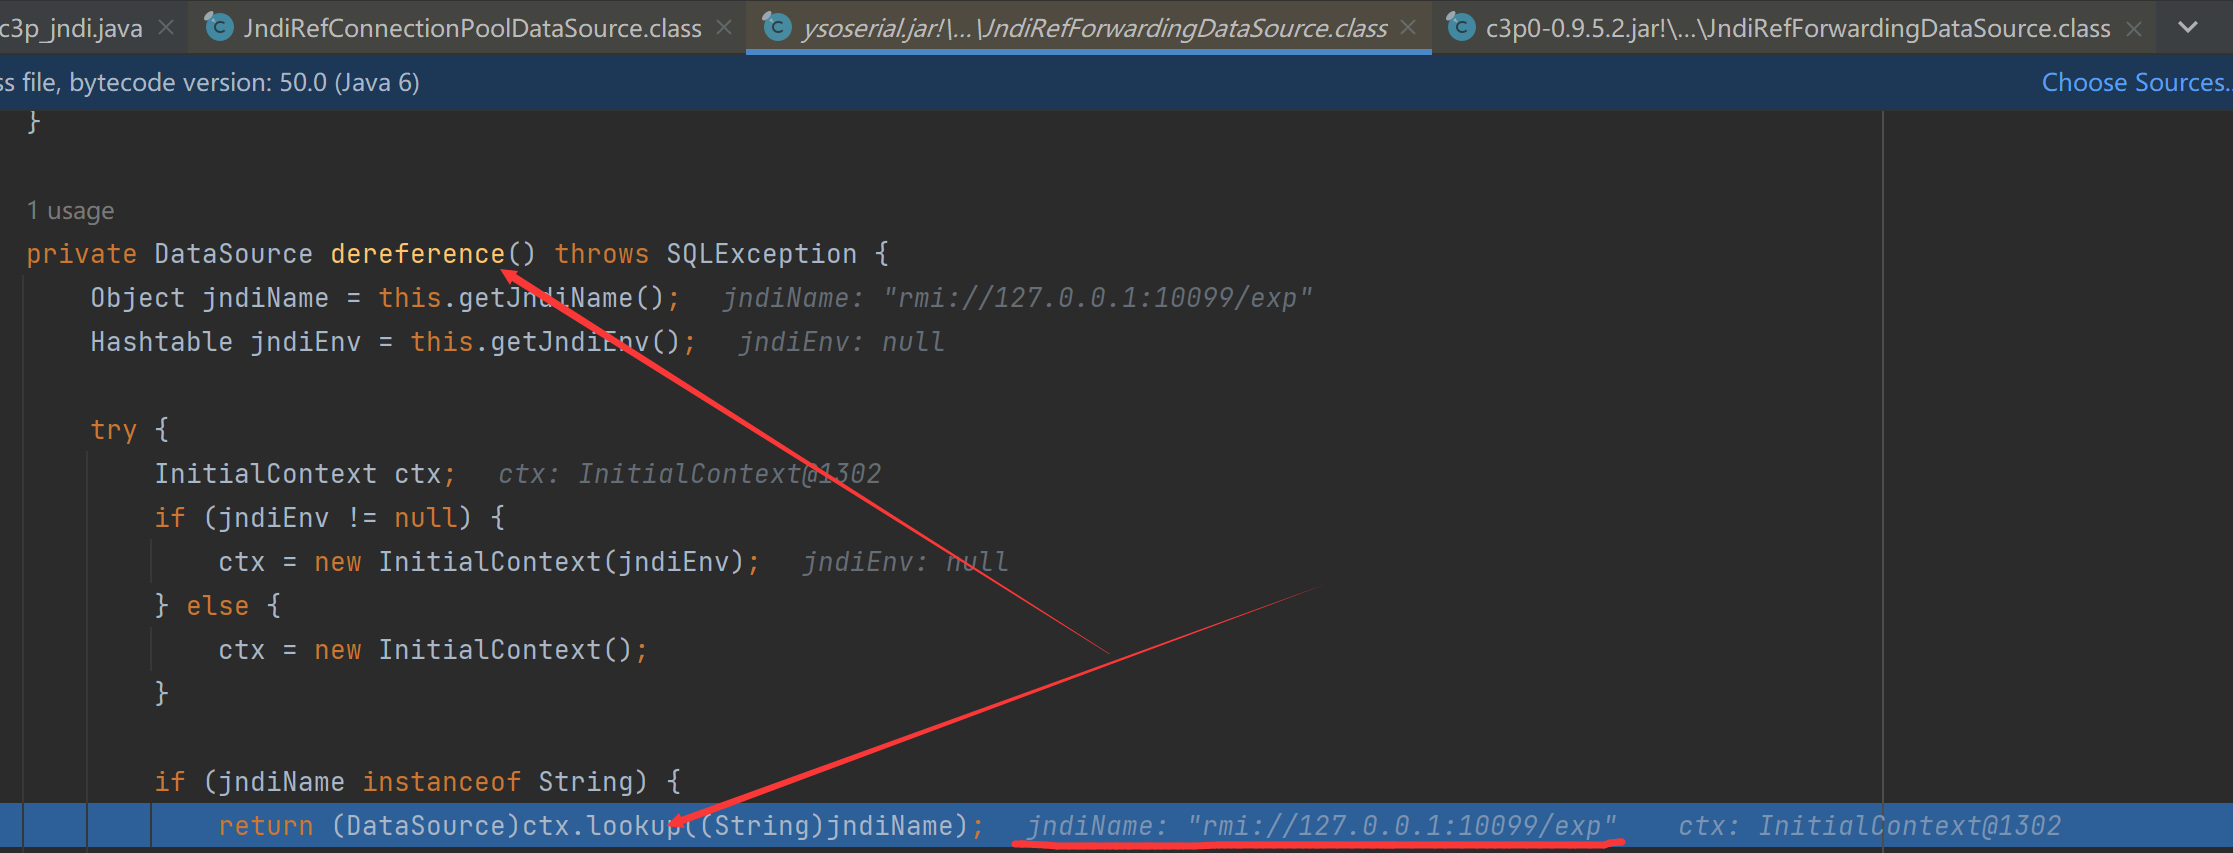 c3p_jndi.java JndiRefConnectionPoolDataSource.class ysoserial.jar!\...\JndiRefForwardingDataSource.class c3p0-0.9.5.2.jar!\...\JndiRefForwardingDataSource.class
ss file, bytecode version: 50.0 (Java 6) Choose Sources..
}
1 usage
private DataSource dereference() throws SQLException {
Object jndiName = this.getJndiName(); jndiName: "rmi://127.0.0.1:10099/exp"
Hashtable jndiEnv = this.getJndiEnv(); jndiEnv: null
try {
InitialContext ctx; ctx: InitialContext@1302
if (jndiEnv != null) {
ctx = new InitialContext(jndiEnv); jndiEnv: null
} else {
ctx = new InitialContext();
}
if (jndiName instanceof String) {
return (DataSource)ctx.lookup((String)jndiName); jndiName: "rmi://127.0.0.1:10099/exp" ctx: InitialContext@1302